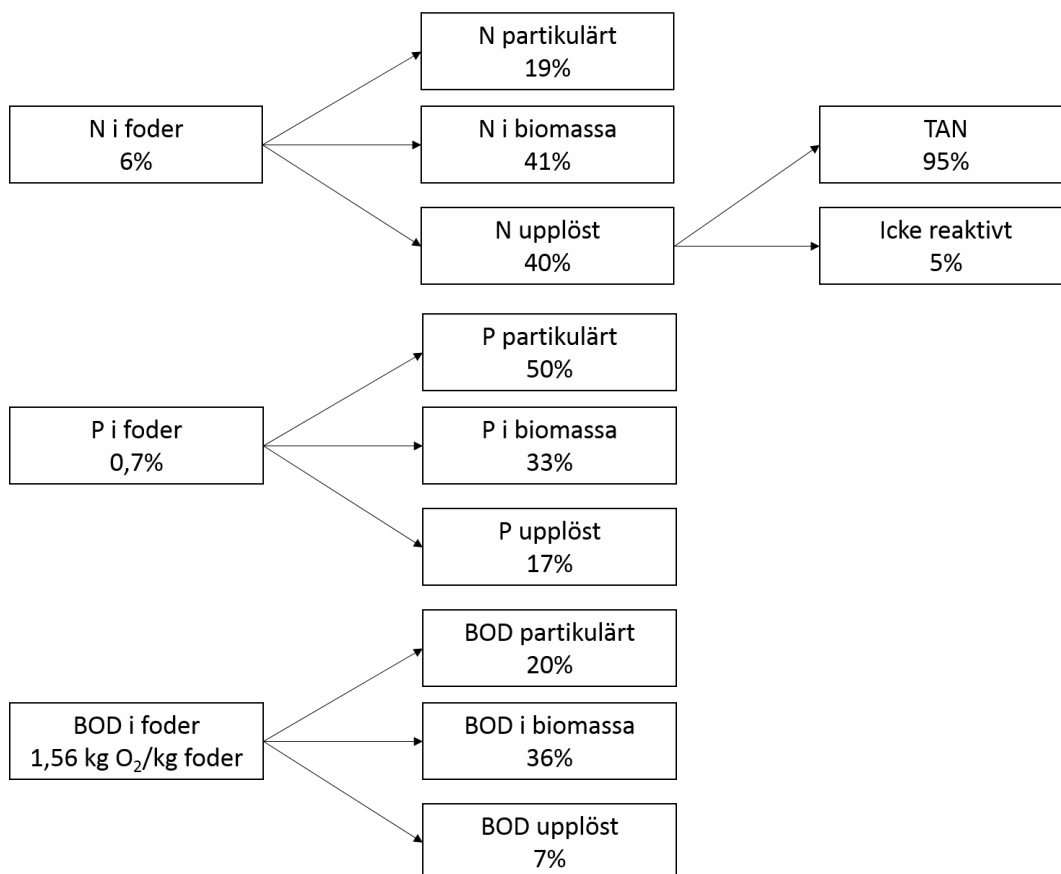 N partikulärt
19%
N i foder
6%
N i biomassa
41%
TAN
95%
N upplöst
40%
Icke reaktivt
5%
P partikulärt
50%
P i foder
0,7%
P i biomassa
33%
P upplöst
17%
BOD partikulärt
20%
BOD i foder
1,56 kg O₂/kg foder
BOD i biomassa
36%
BOD upplöst
7%